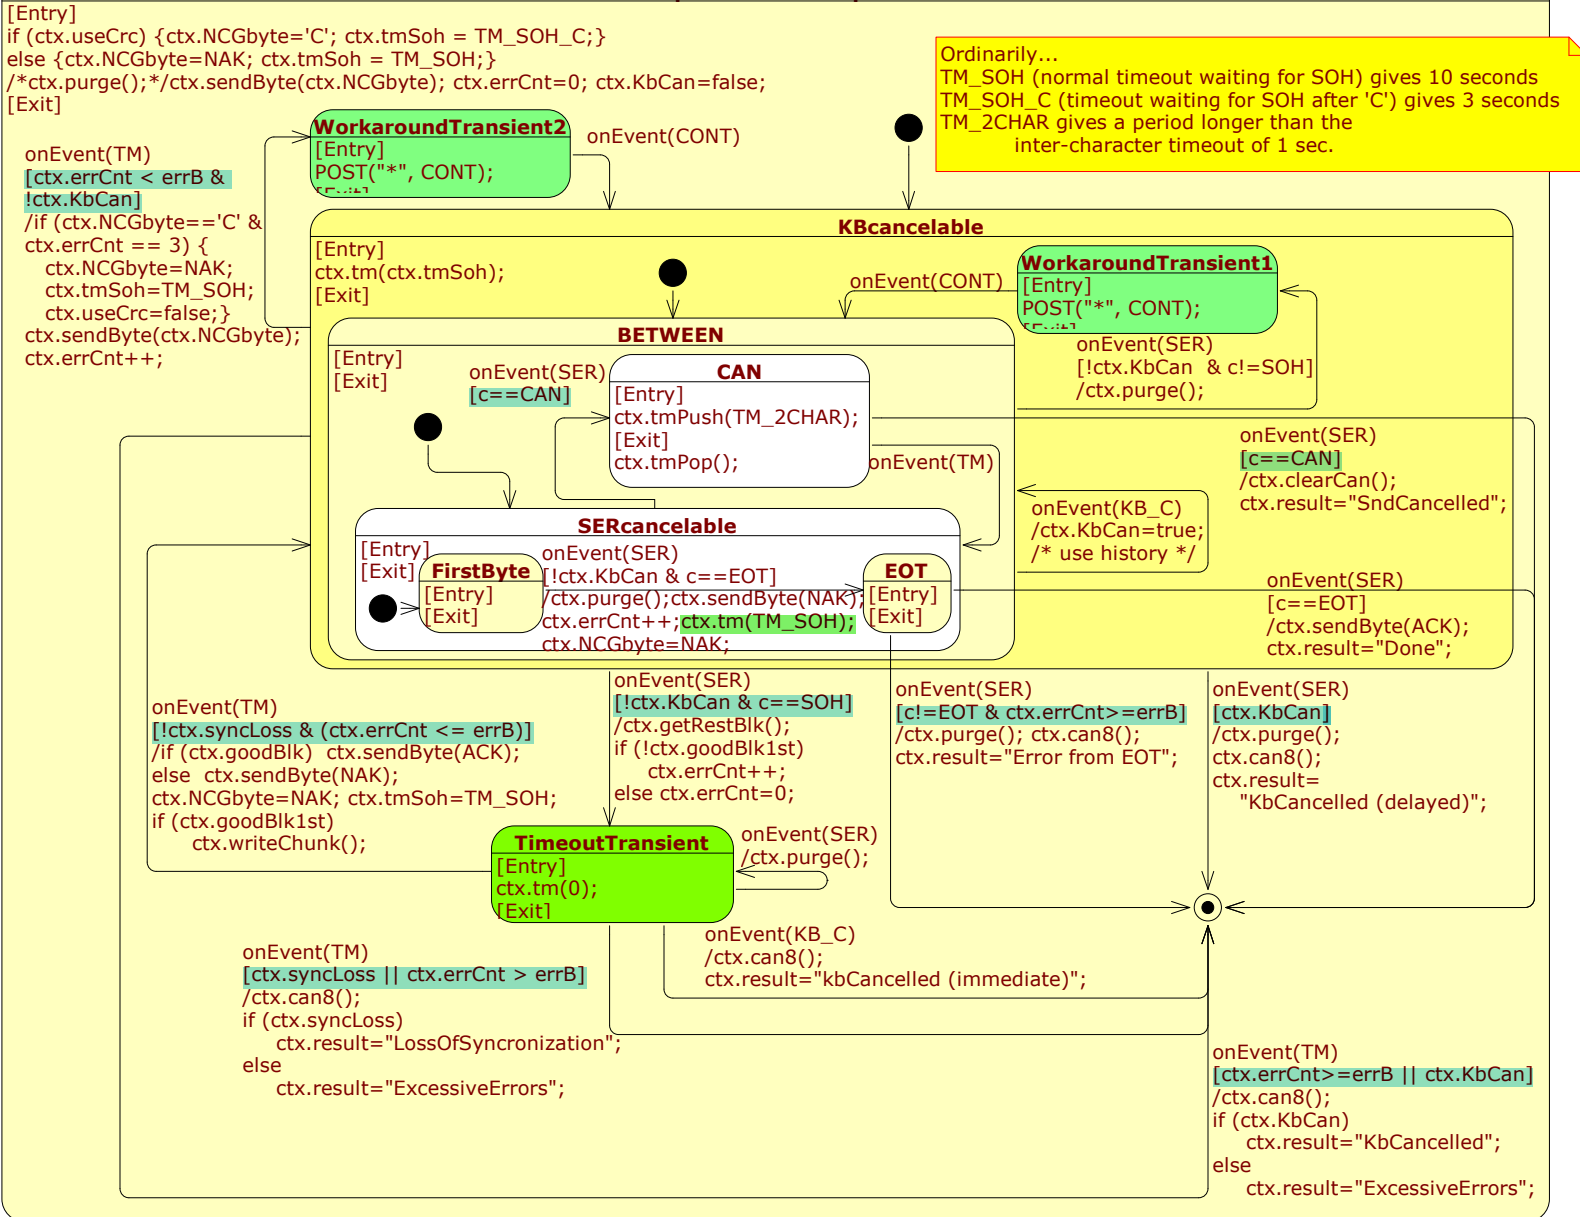 [Entry]
if (ctx.useCrc) {ctx.NCGbyte='C'; ctx.tmSoh = TM_SOH_C;}
else {ctx.NCGbyte=NAK; ctx.tmSoh = TM_SOH;}
/*ctx.purge();*/ctx.sendByte(ctx.NCGbyte); ctx.errCnt=0; ctx.KbCan=false;
[Exit]
Ordinarily...
TM_SOH (normal timeout waiting for SOH) gives 10 seconds
TM_SOH_C (timeout waiting for SOH after 'C') gives 3 seconds
TM_2CHAR gives a period longer than the
inter-character timeout of 1 sec.
onEvent(TM)
[ctx.errCnt < errB &
!ctx.KbCan]
/if (ctx.NCGbyte=='C' &
ctx.errCnt == 3) {
ctx.NCGbyte=NAK;
ctx.tmSoh=TM_SOH;
ctx.useCrc=false;}
ctx.sendByte(ctx.NCGbyte);
ctx.errCnt++;
WorkaroundTransient2
[Entry]
POST("*", CONT);
[Exit]
onEvent(CONT)
KBcancelable
[Entry]
ctx.tm(ctx.tmSoh);
[Exit]
onEvent(CONT)
WorkaroundTransient1
[Entry]
POST("*", CONT);
[Exit]
onEvent(SER)
[!ctx.KbCan & c!=SOH]
/ctx.purge();
BETWEEN
[Entry]
[Exit]
onEvent(SER)
[c==CAN]
CAN
[Entry]
ctx.tmPush(TM_2CHAR);
[Exit]
ctx.tmPop();
onEvent(TM)
onEvent(SER)
[c==CAN]
/ctx.clearCan();
ctx.result="SndCancelled";
onEvent(KB_C)
/ctx.KbCan=true;
/* use history */
SERcancelable
[Entry]
[Exit]
FirstByte
[Entry]
[Exit]
onEvent(SER)
[!ctx.KbCan & c==EOT]
/ctx.purge();ctx.sendByte(NAK);
ctx.errCnt++;ctx.tm(TM_SOH);
ctx.NCGbyte=NAK;
EOT
[Entry]
[Exit]
onEvent(SER)
[c==EOT]
/ctx.sendByte(ACK);
ctx.result="Done";
onEvent(TM)
[!ctx.syncLoss & (ctx.errCnt <= errB)]
/if (ctx.goodBlk) ctx.sendByte(ACK);
else ctx.sendByte(NAK);
ctx.NCGbyte=NAK; ctx.tmSoh=TM_SOH;
if (ctx.goodBlk1st)
ctx.writeChunk();
onEvent(SER)
[!ctx.KbCan & c==SOH]
/ctx.getRestBlk();
if (!ctx.goodBlk1st)
ctx.errCnt++;
else ctx.errCnt=0;
onEvent(SER)
[c!=EOT & ctx.errCnt>=errB]
/ctx.purge(); ctx.can8();
ctx.result="Error from EOT";
onEvent(SER)
[ctx.KbCan]
/ctx.purge();
ctx.can8();
ctx.result=
"KbCancelled (delayed)";
TimeoutTransient
[Entry]
ctx.tm(0);
[Exit]
onEvent(SER)
/ctx.purge();
onEvent(KB_C)
/ctx.can8();
ctx.result="kbCancelled (immediate)";
onEvent(TM)
[ctx.syncLoss || ctx.errCnt > errB]
/ctx.can8();
if (ctx.syncLoss)
ctx.result="LossOfSyncronization";
else
ctx.result="ExcessiveErrors";
onEvent(TM)
[ctx.errCnt>=errB || ctx.KbCan]
/ctx.can8();
if (ctx.KbCan)
ctx.result="KbCancelled";
else
ctx.result="ExcessiveErrors";